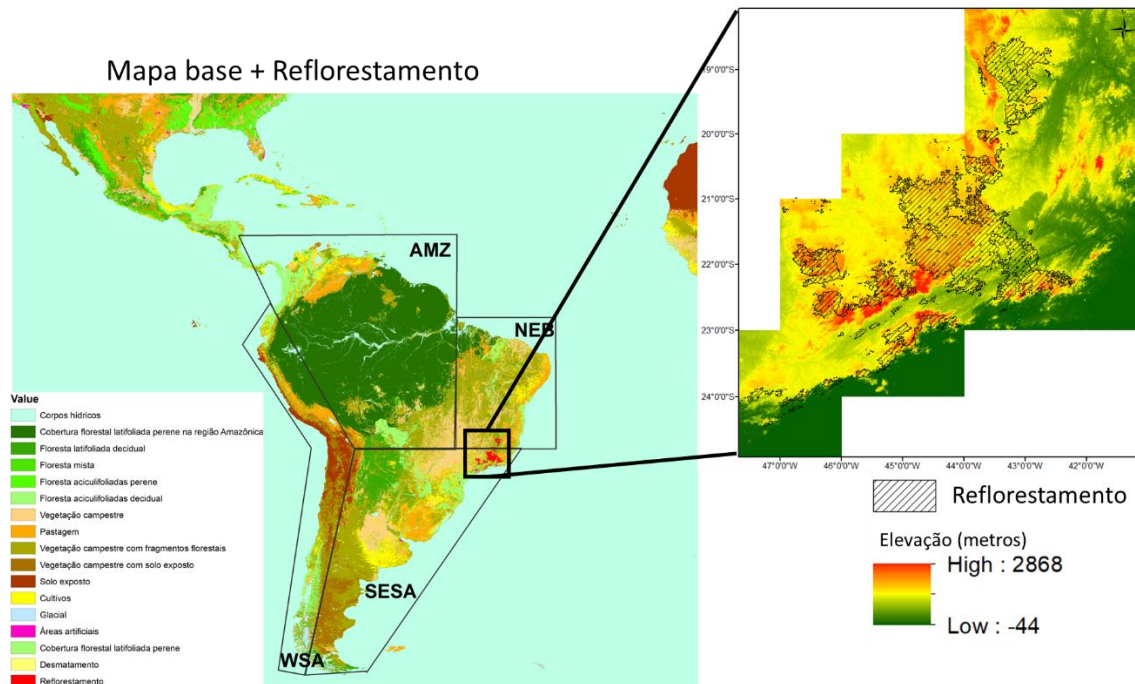 Mapa base + Reflorestamento
AMZ
NEB
SESA
WSA
Value
Corpos hídricos
Cobertura florestal latifoliada perene na região Amazônica
Floresta latifoliada decidual
Floresta mista
Floresta aciculifoliadas perene
Floresta aciculifoliadas decidual
Vegetação campestre
Pastagem
Vegetação campestre com fragmentos florestais
Vegetação campestre com solo exposto
Solo exposto
Cultivos
Glacial
Áreas artificiais
Cobertura florestal latifoliada perene
Desmatamento
Reflorestamento
19°0'0"S
20°0'0"S
21°0'0"S
22°0'0"S
23°0'0"S
24°0'0"S
47°0'0"W 46°0'0"W 45°0'0"W 44°0'0"W 43°0'0"W 42°0'0"W
Reflorestamento
Elevação (metros)
High : 2868
Low : -44